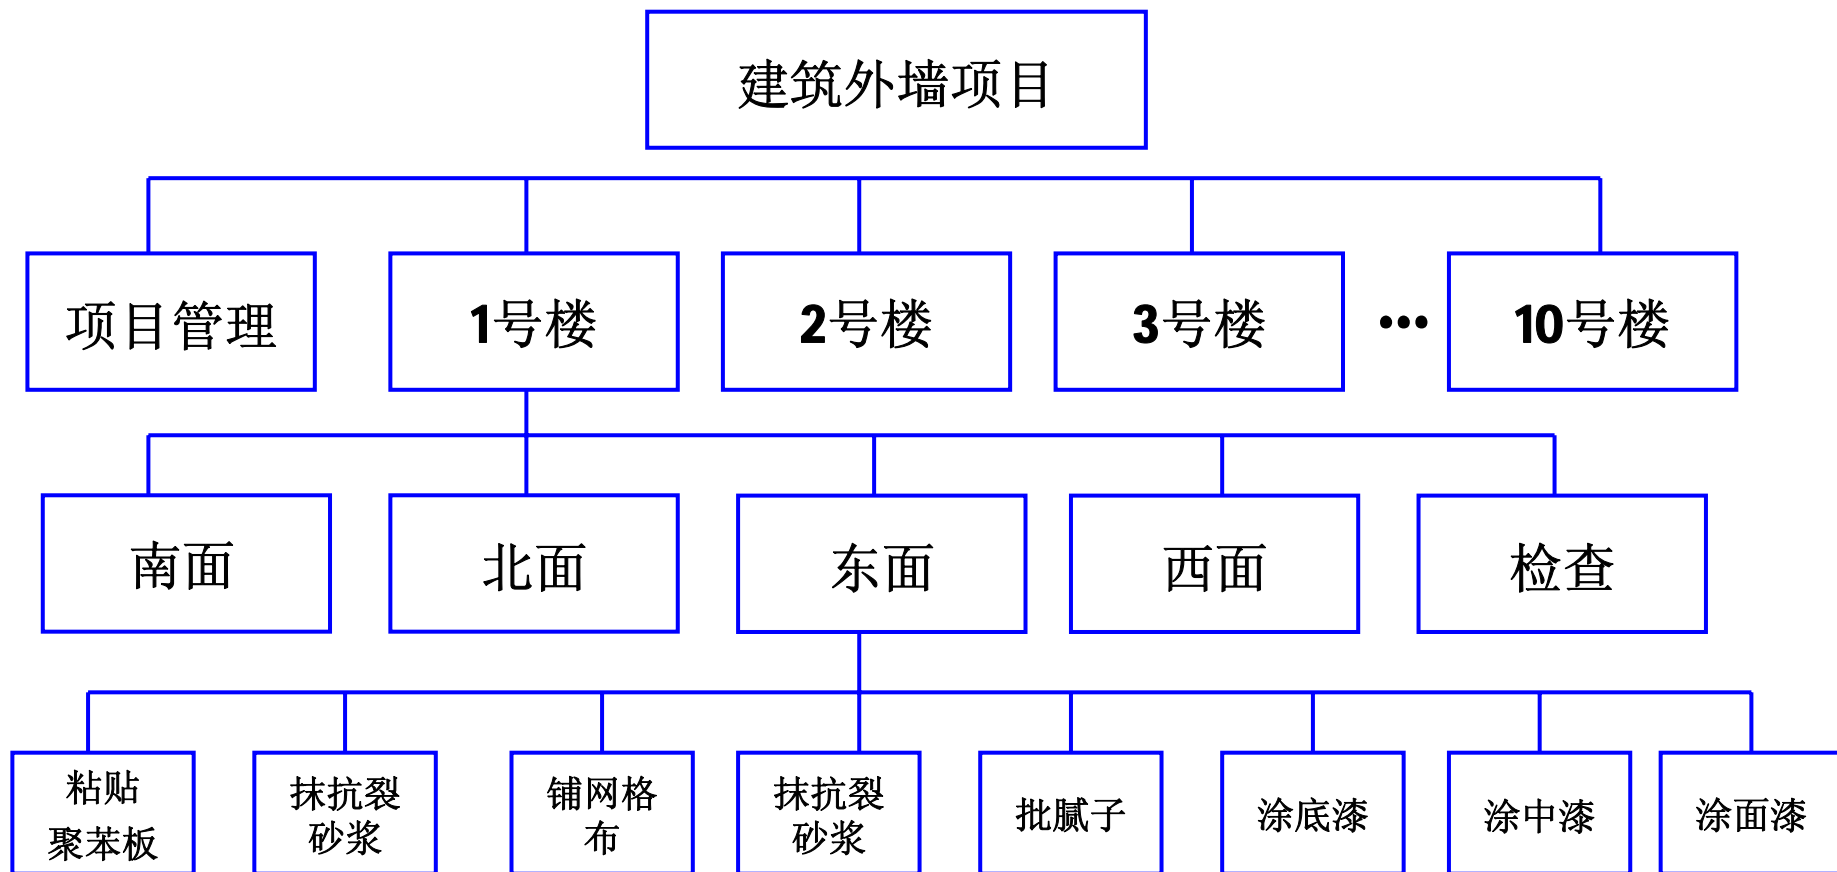 建筑外墙项目
项目管理
1号楼
2号楼
3号楼
•••
10号楼
南面
北面
东面
西面
检查
粘贴
聚苯板
抹抗裂
砂浆
铺网格
布
抹抗裂
砂浆
批腻子
涂底漆
涂中漆
涂面漆